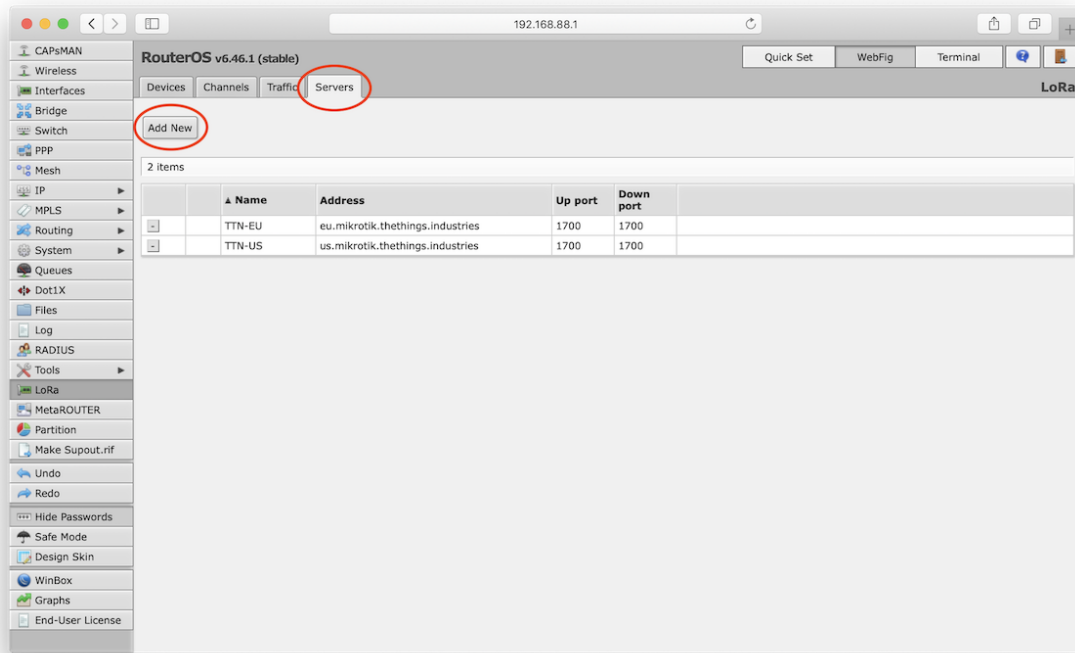 192.168.88.1
CAPsMAN
Wireless
Interfaces
Bridge
Switch
PPP
Mesh
IP
MPLS
Routing
System
Queues
Dot1X
Files
Log
RADIUS
Tools
LoRa
MetaROUTER
Partition
Make Supout.rif
Undo
Redo
Hide Passwords
Safe Mode
Design Skin
WinBox
Graphs
End-User License
RouterOS v6.46.1 (stable)
Quick Set WebFig Terminal
Devices Channels Traffic Servers
LoRa
Add New
2 items
▲ Name Address Up port Down port
- TTN-EU eu.mikrotik.thethings.industries 1700 1700
- TTN-US us.mikrotik.thethings.industries 1700 1700